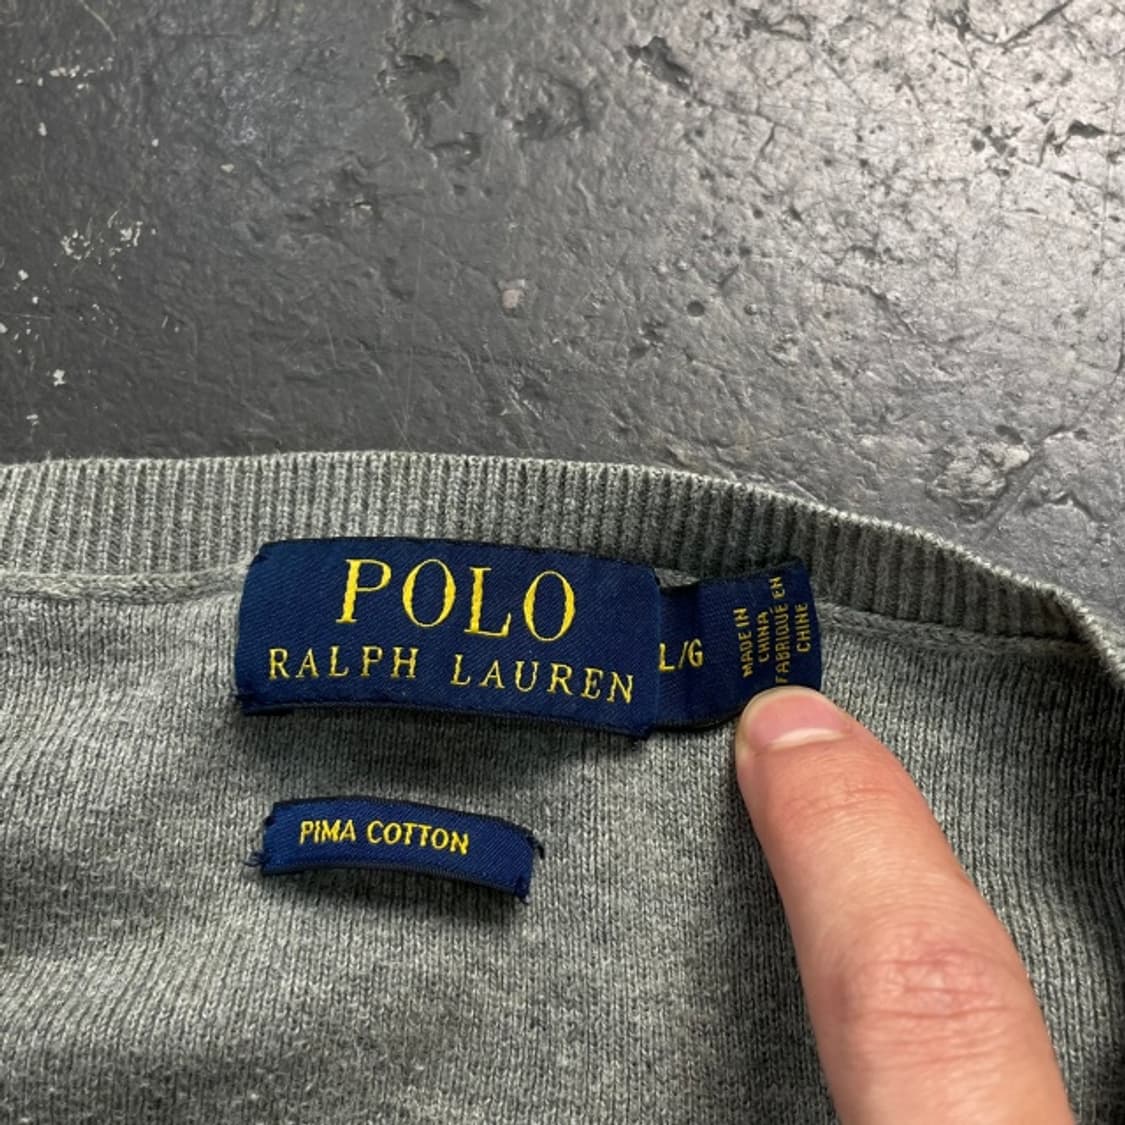 POLO
RALPH LAUREN
L/G
MADE IN
CHINA
FABRIQUÉ EN
CHINE
PIMA COTTON